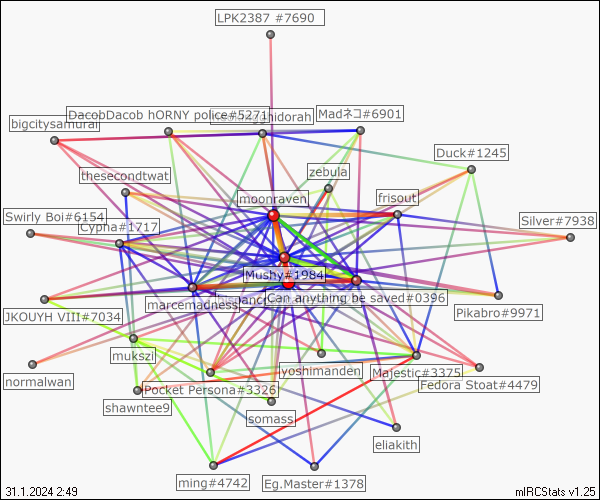 LPK2387 #7690
DacobDacob hORNY police#5271
ghidorah
Madネコ#6901
bigcitysamurai
Duck#1245
zebula
thesecondtwat
moonraven
frisout
Swirly Boi#6154
Cypna#1717
Silver#7938
Mushy#1984
marcemadness
Can anything be saved#0396
JKOUYH VIII#7034
Pikabro#9971
mukszi
yoshimanden
Majestic#3375
normalwan
Pocket Persona#3326
Fedora Stoat#4479
shawntee9
somass
eliakith
ming#4742
Eg.Master#1378
31.1.2024 2:49
mIRCStats v1.25